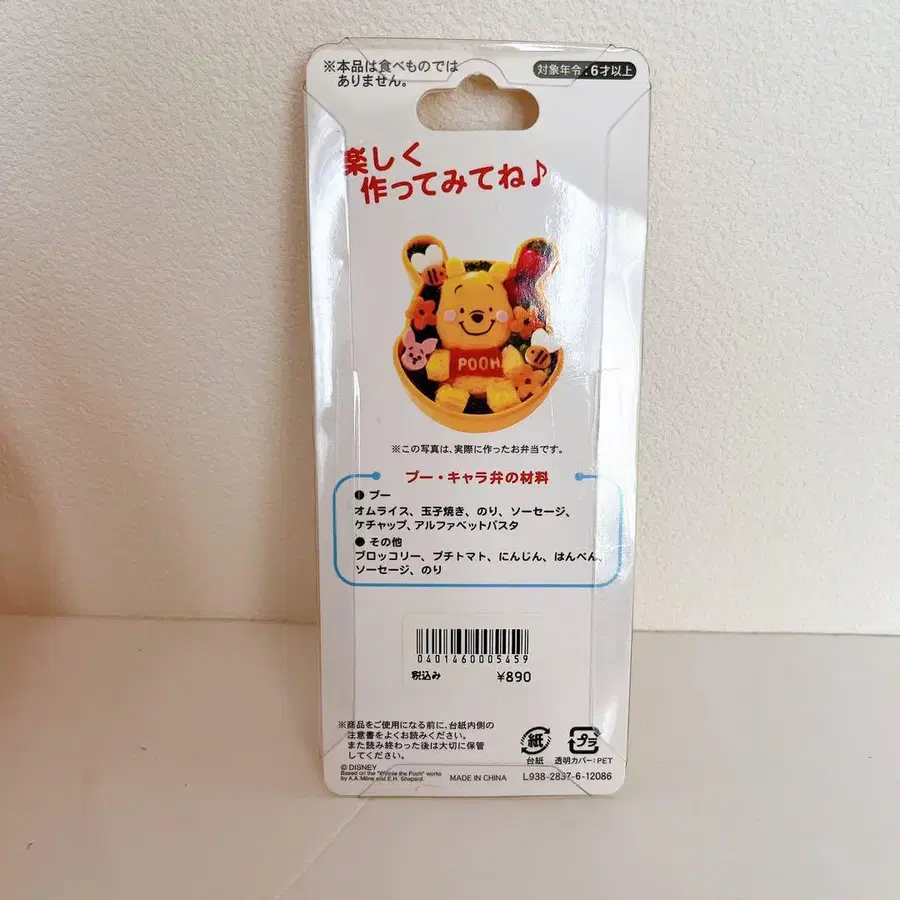 ※本品は食べものでは
ありません。
対象年令:6才以上
楽しく
作ってみてね♪
POOH
※この写真は、実際に作ったお弁当です。
プー・キャラ弁の材料
● プー
オムライス、玉子焼き、のり、ソーセージ、
ケチャップ、アルファベットパスタ
● その他
ブロッコリー、プチトマト、にんじん、はんぺん、
ソーセージ、のり
0401460005459
税込み ¥890
※商品をご使用になる前に、台紙内側の
注意書をよくお読みください。
また読み終わった後は大切に保管
してください。
紙
台紙
プラ
透明カバー:PET
© DISNEY
Based on the "Winnie the Pooh" works
by A.A.Milne and E.H. Shepard.
MADE IN CHINA
L938-2837-6-12086